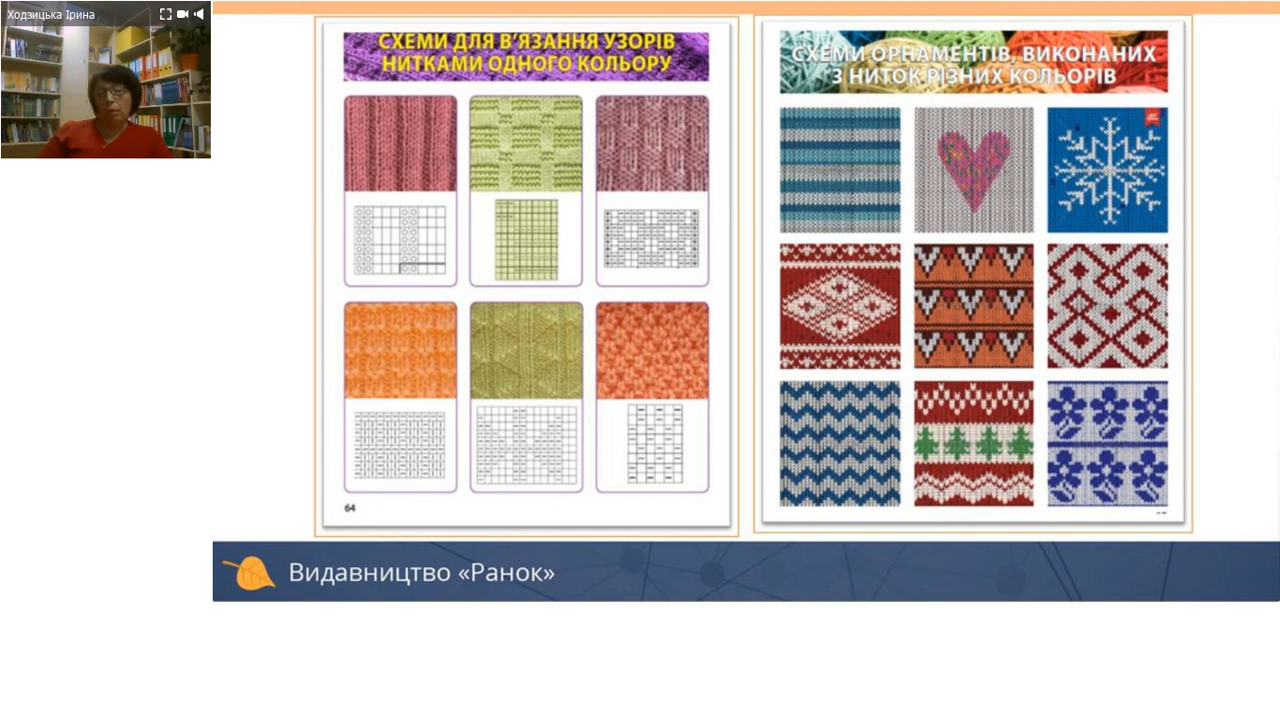 Ходзицька Ірина
СХЕМИ ДЛЯ В'ЯЗАННЯ УЗОРІВ
НИТКАМИ ОДНОГО КОЛЬОРУ
64
СХЕМИ ОРНАМЕНТІВ, ВИКОНАНИХ
З НИТОК РІЗНИХ КОЛЬОРІВ
Видавництво «Ранок»